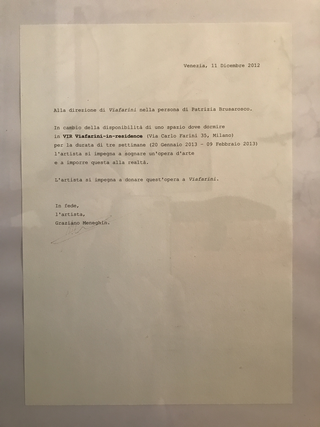 Venezia, 11 Dicembre 2012
Alla direzione di Viafarini nella persona di Patrizia Brusarosco.
In cambio della disponibilità di uno spazio dove dormire
in VIR Viafarini-in-residence (Via Carlo Farini 35, Milano)
per la durata di tre settimane (20 Gennaio 2013 - 09 Febbraio 2013)
l'artista si impegna a sognare un'opera d'arte
e a imporre questa alla realtà.
L'artista si impegna a donare quest'opera a Viafarini.
In fede,
l'artista,
Graziano Meneghin.